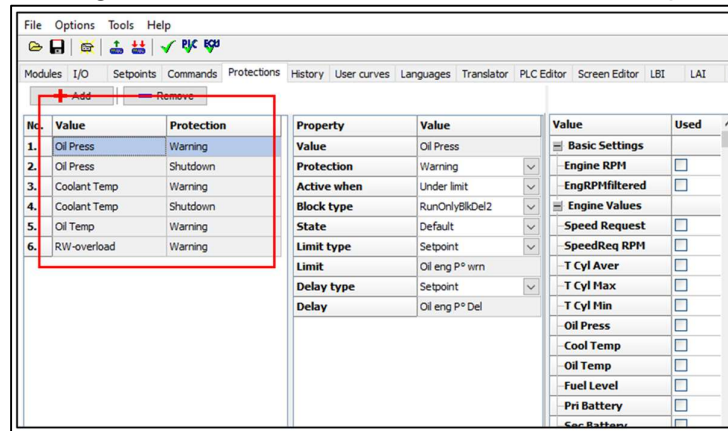 File Options Tools Help
PLC ECU
Modules I/O Setpoints Commands Protections History User curves Languages Translator PLC Editor Screen Editor LBI LAI
Add Remove
No. Value Protection
1. Oil Press Warning
2. Oil Press Shutdown
3. Coolant Temp Warning
4. Coolant Temp Shutdown
5. Oil Temp Warning
6. RW-overload Warning
Property Value
Value Oil Press
Protection Warning
Active when Under limit
Block type RunOnlyBlkDel2
State Default
Limit type Setpoint
Limit Oil eng Pº wrn
Delay type Setpoint
Delay Oil eng Pº Del
Value Used
Basic Settings
Engine RPM
EngRPMfiltered
Engine Values
Speed Request
SpeedReq RPM
T Cyl Aver
T Cyl Max
T Cyl Min
Oil Press
Cool Temp
Oil Temp
Fuel Level
Pri Battery
Sec Battery